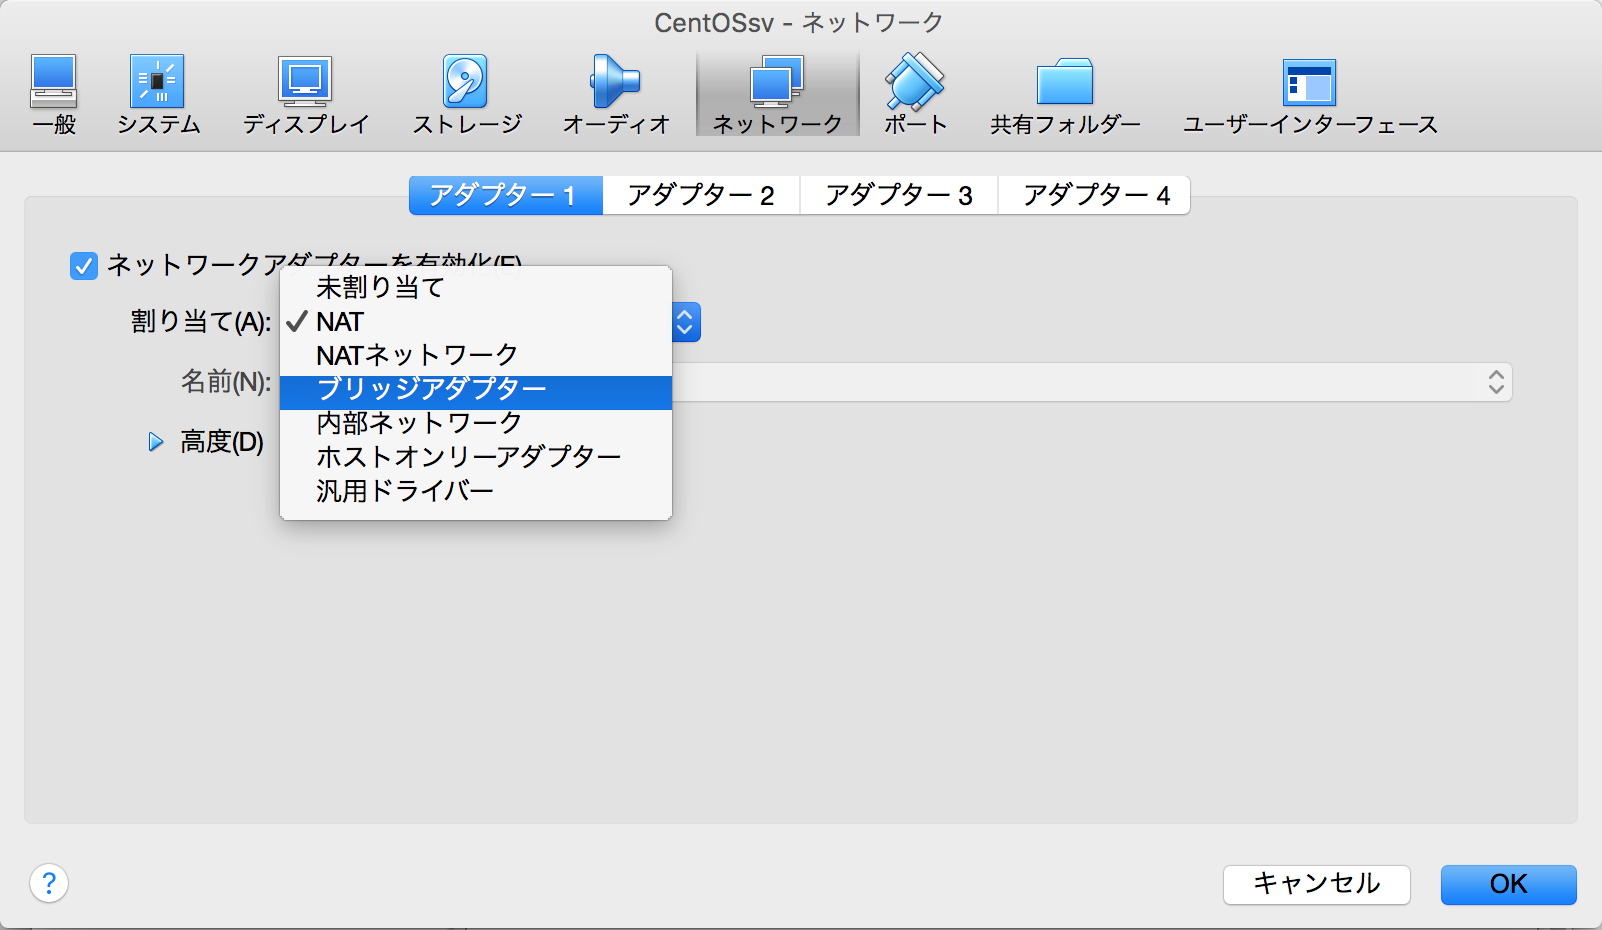 CentOSsv - ネットワーク
一般 システム ディスプレイ ストレージ オーディオ ネットワーク ポート 共有フォルダー ユーザーインターフェース
アダプター 1 アダプター 2 アダプター 3 アダプター 4
ネットワークアダプターを有効化(E)
未割り当て
割り当て(A): NAT
NATネットワーク
名前(N): ブリッジアダプター
内部ネットワーク
高度(D)
ホストオンリーアダプター
汎用ドライバー
? キャンセル OK